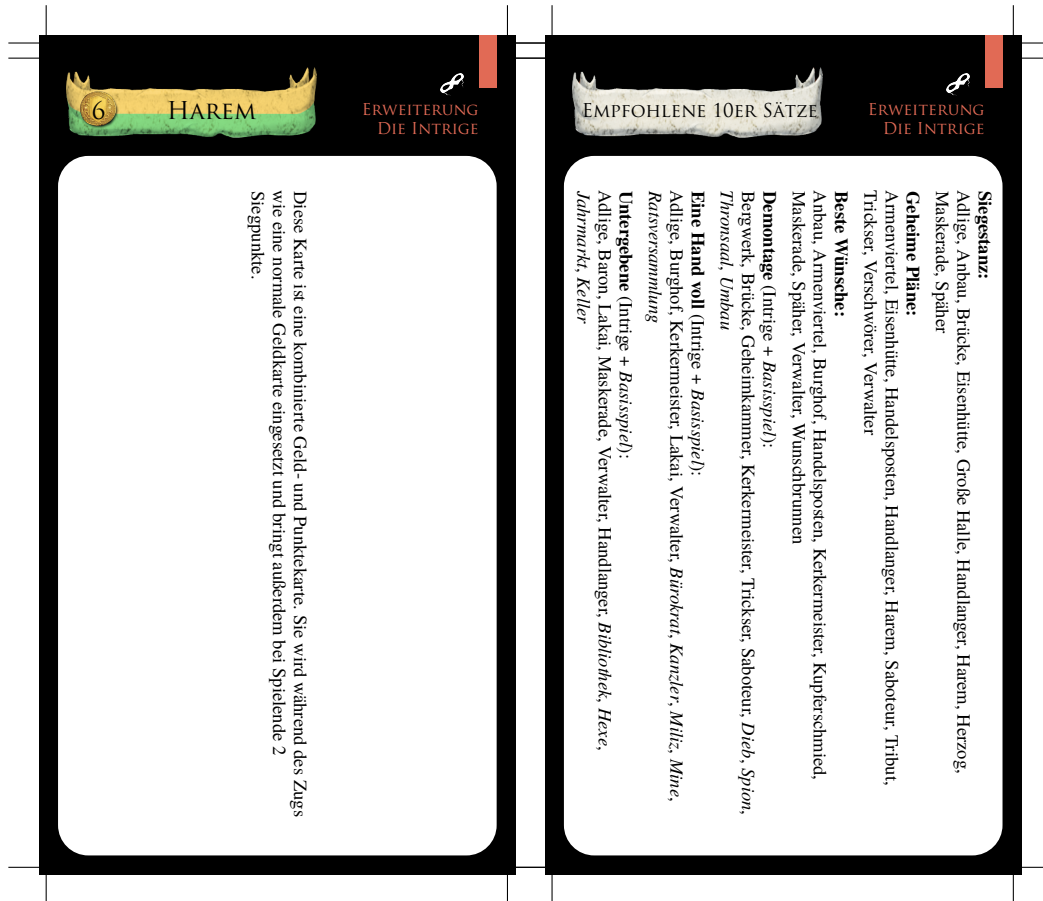 6
HAREM
ERWEITERUNG
DIE INTRIGE
Diese Karte ist eine kombinierte Geld- und Punktekarte. Sie wird während des Zugs
wie eine normale Geldkarte eingesetzt und bringt außerdem bei Spielende 2
Siegpunkte.
EMPFOHLENE 10ER SÄTZE
ERWEITERUNG
DIE INTRIGE
Siegestanz:
Adlige, Anbau, Brücke, Eisenhütte, Große Halle, Handlanger, Harem, Herzog,
Maskerade, Späher
Geheime Pläne:
Armenviertel, Eisenhütte, Handelsposten, Handlanger, Harem, Saboteur, Tribut,
Trickser, Verschwörer, Verwalter
Beste Wünsche:
Anbau, Armenviertel, Burghof, Handelsposten, Kerkermeister, Kupferschmied,
Maskerade, Späher, Verwalter, Wunschbrunnen
Demontage (Intrige + Basisspiel):
Bergwerk, Brücke, Geheimkammer, Kerkermeister, Trickser, Saboteur, Dieb, Spion,
Thronsaal, Umbau
Eine Hand voll (Intrige + Basisspiel):
Adlige, Burghof, Kerkermeister, Lakai, Verwalter, Bürokrat, Kanzler, Miliz, Mine,
Ratsversammlung
Untergebene (Intrige + Basisspiel):
Adlige, Baron, Lakai, Maskerade, Verwalter, Handlanger, Bibliothek, Hexe,
Jahrmarkt, Keller